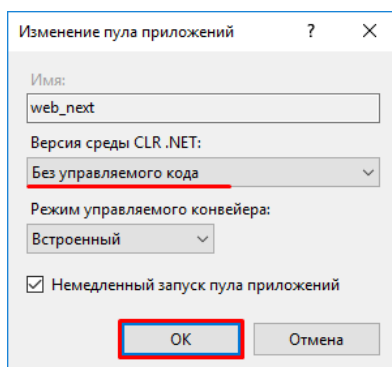 Изменение пула приложений ? ×
Имя:
web_next
Версия среды CLR .NET:
Без управляемого кода
Режим управляемого конвейера:
Встроенный
Немедленный запуск пула приложений
ОК Отмена